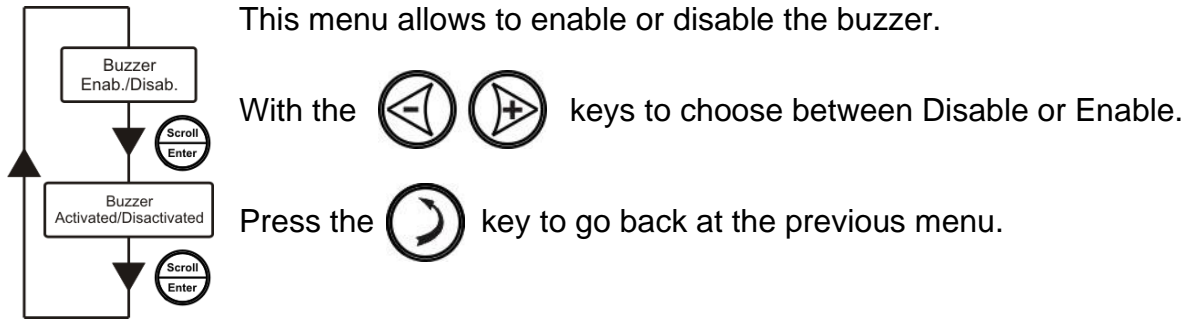 This menu allows to enable or disable the buzzer.
Buzzer
Enab./Disab.
With the - + keys to choose between Disable or Enable.
Scroll
Enter
Buzzer
Activated/Disactivated
Press the key to go back at the previous menu.
Scroll
Enter